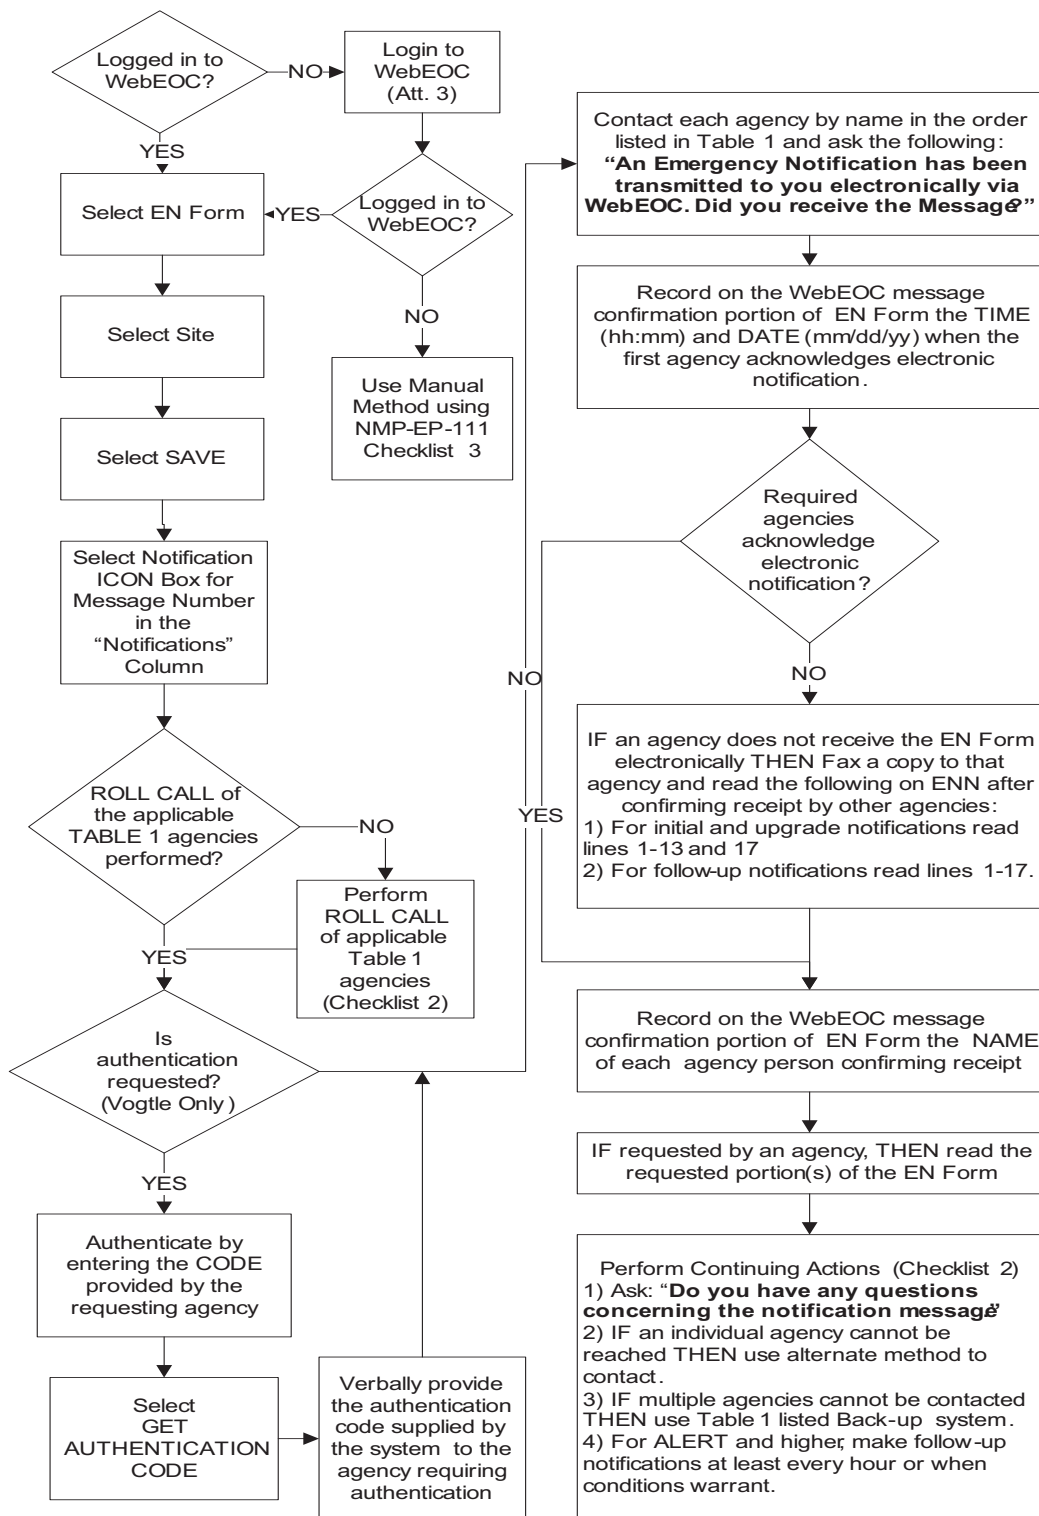 Logged in to
WebEOC?
NO
Login to
WebEOC
(Att. 3)
YES
Select EN Form
YES
Logged in to
WebEOC?
NO
Use Manual
Method using
NMP-EP-111
Checklist 3
Select Site
Select SAVE
Select Notification
ICON Box for
Message Number
in the
“Notifications”
Column
ROLL CALL of
the applicable
TABLE 1 agencies
performed?
NO
Perform
ROLL CALL
of applicable
Table 1
agencies
(Checklist 2)
YES
Is
authentication
requested?
(Vogtle Only)
NO
YES
Authenticate by
entering the CODE
provided by the
requesting agency
Select
GET
AUTHENTICATION
CODE
Verbally provide
the authentication
code supplied by
the system to the
agency requiring
authentication
Contact each agency by name in the order
listed in Table 1 and ask the following:
“An Emergency Notification has been
transmitted to you electronically via
WebEOC. Did you receive the Message?”
Record on the WebEOC message
confirmation portion of EN Form the TIME
(hh:mm) and DATE (mm/dd/yy) when the
first agency acknowledges electronic
notification.
Required
agencies
acknowledge
electronic
notification?
YES
NO
IF an agency does not receive the EN Form
electronically THEN Fax a copy to that
agency and read the following on ENN after
confirming receipt by other agencies:
1) For initial and upgrade notifications read
lines 1-13 and 17
2) For follow-up notifications read lines 1-17.
Record on the WebEOC message
confirmation portion of EN Form the NAME
of each agency person confirming receipt
IF requested by an agency, THEN read the
requested portion(s) of the EN Form
Perform Continuing Actions (Checklist 2)
1) Ask: “Do you have any questions
concerning the notification message”
2) IF an individual agency cannot be
reached THEN use alternate method to
contact.
3) IF multiple agencies cannot be contacted
THEN use Table 1 listed Back-up system.
4) For ALERT and higher, make follow-up
notifications at least every hour or when
conditions warrant.